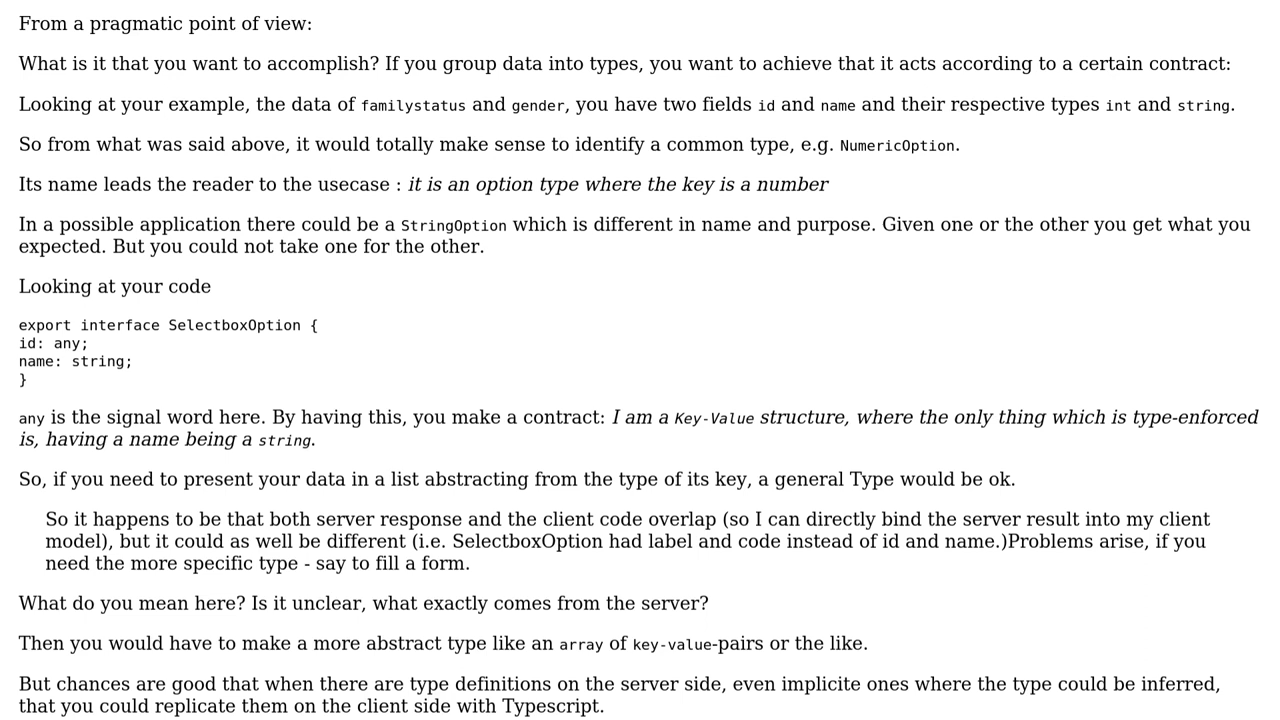 From a pragmatic point of view:
What is it that you want to accomplish? If you group data into types, you want to achieve that it acts according to a certain contract:
Looking at your example, the data of familystatus and gender, you have two fields id and name and their respective types int and string.
So from what was said above, it would totally make sense to identify a common type, e.g. NumericOption.
Its name leads the reader to the usecase : it is an option type where the key is a number
In a possible application there could be a StringOption which is different in name and purpose. Given one or the other you get what you
expected. But you could not take one for the other.
Looking at your code
export interface SelectboxOption {
id: any;
name: string;
}
any is the signal word here. By having this, you make a contract: I am a Key-Value structure, where the only thing which is type-enforced
is, having a name being a string.
So, if you need to present your data in a list abstracting from the type of its key, a general Type would be ok.
So it happens to be that both server response and the client code overlap (so I can directly bind the server result into my client
model), but it could as well be different (i.e. SelectboxOption had label and code instead of id and name.)Problems arise, if you
need the more specific type - say to fill a form.
What do you mean here? Is it unclear, what exactly comes from the server?
Then you would have to make a more abstract type like an array of key-value-pairs or the like.
But chances are good that when there are type definitions on the server side, even implicite ones where the type could be inferred,
that you could replicate them on the client side with Typescript.